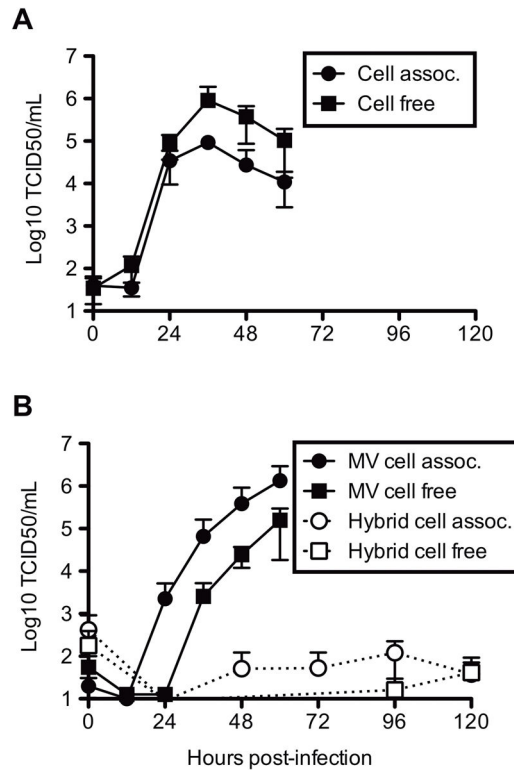 A
7
6
5
4
3
2
1
Log10 TCID50/mL
Cell assoc.
Cell free
0 24 48 72 96 120
B
7
6
5
4
3
2
1
Log10 TCID50/mL
MV cell assoc.
MV cell free
Hybrid cell assoc.
Hybrid cell free
0 24 48 72 96 120
Hours post-infection